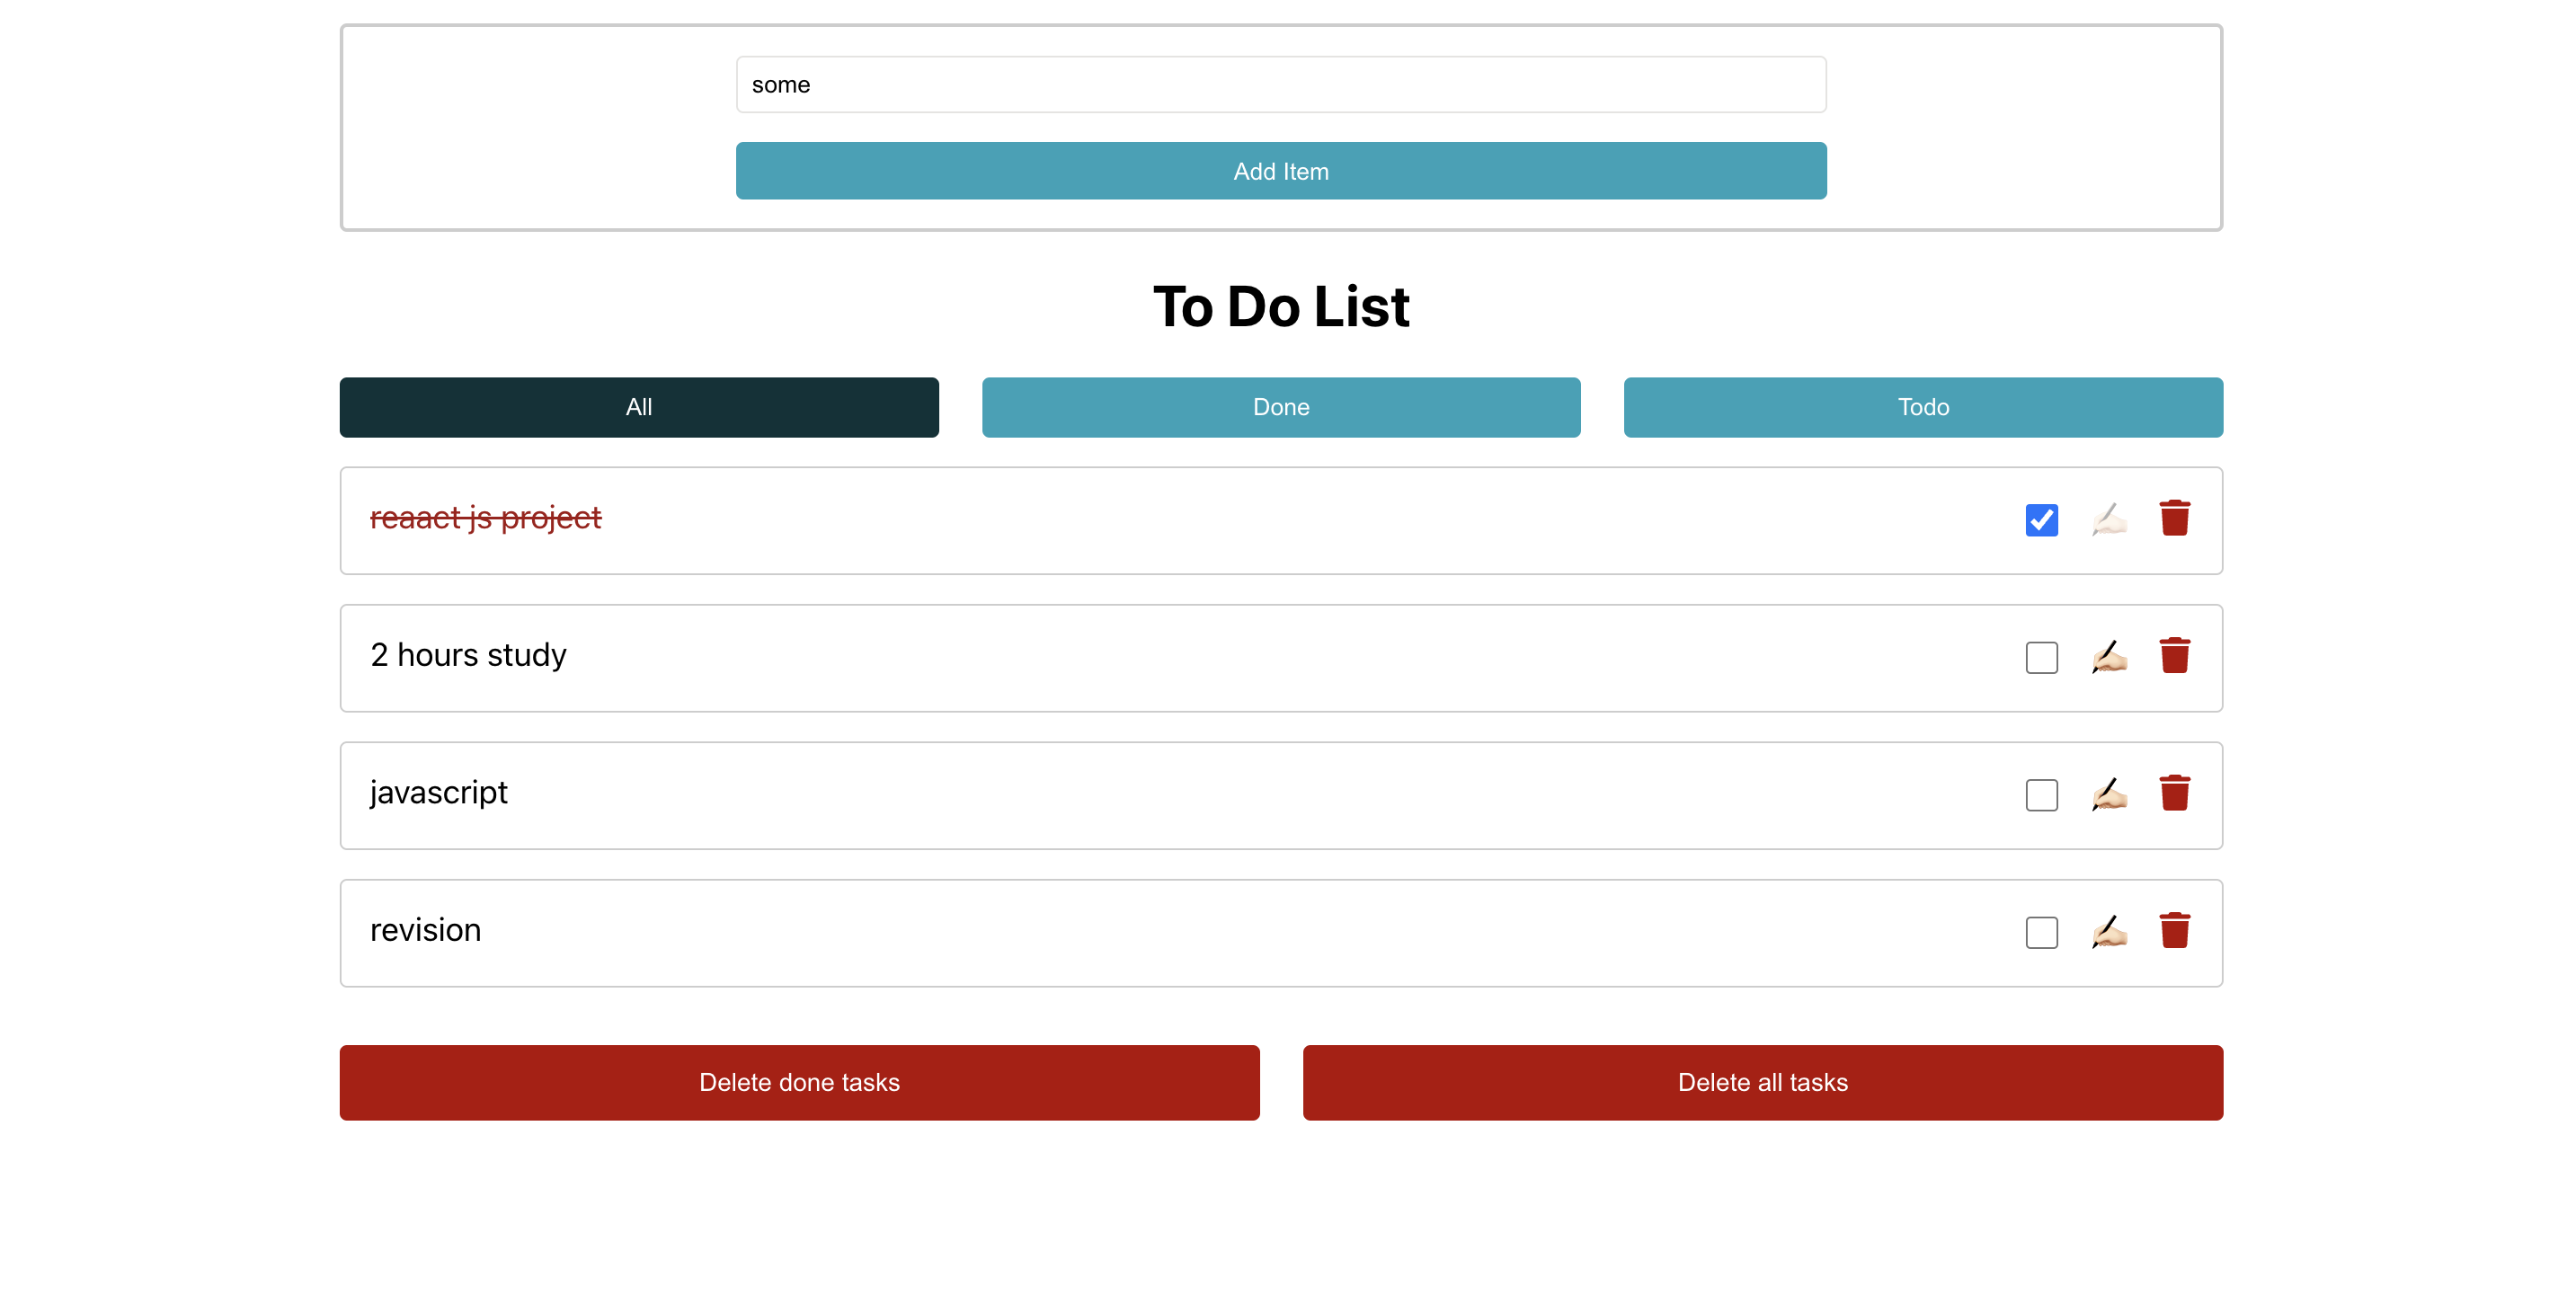 some
Add Item
To Do List
All Done Todo
reaact js project
2 hours study
javascript
revision
Delete done tasks Delete all tasks